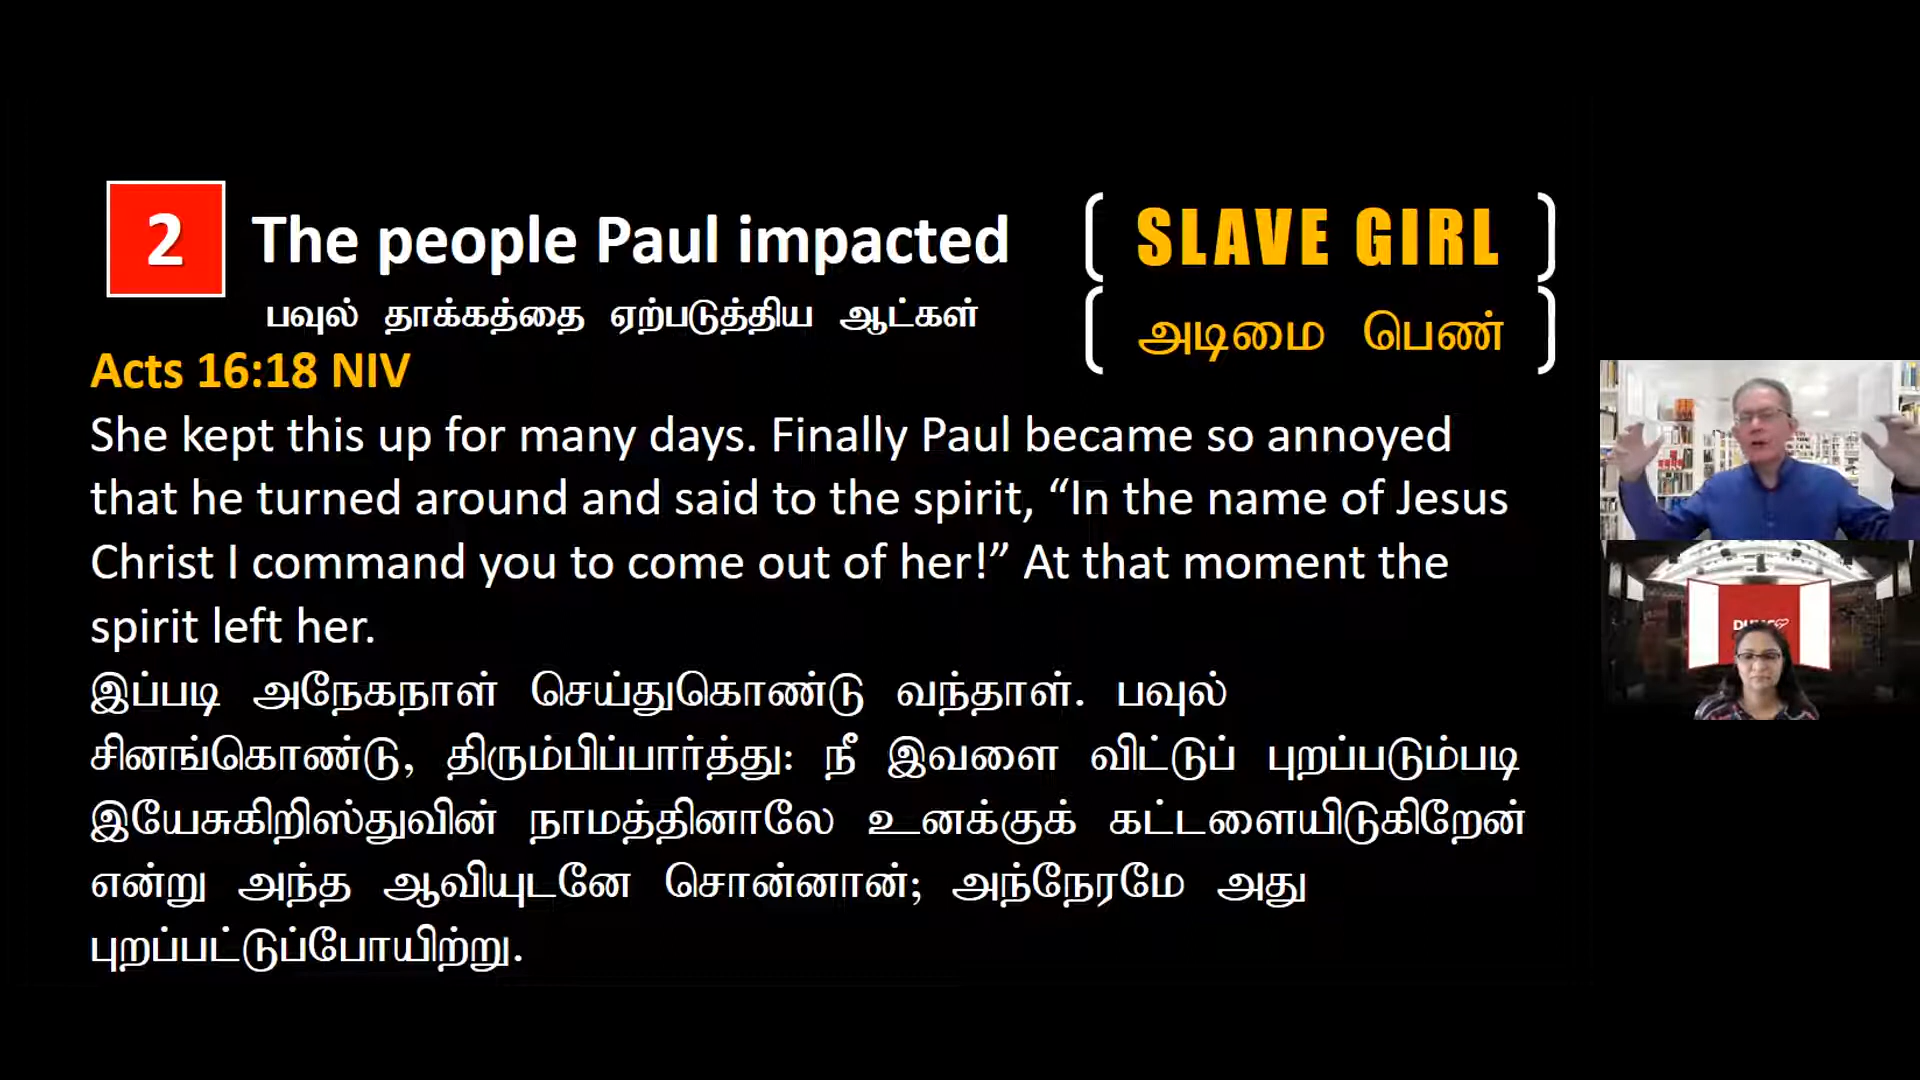 2
The people Paul impacted
பவுல் தாக்கத்தை ஏற்படுத்திய ஆட்கள்
SLAVE GIRL
அடிமை பெண்
Acts 16:18 NIV
She kept this up for many days. Finally Paul became so annoyed
that he turned around and said to the spirit, “In the name of Jesus
Christ I command you to come out of her!” At that moment the
spirit left her.
இப்படி அநேகநாள் செய்துகொண்டு வந்தாள். பவுல்
சினங்கொண்டு, திரும்பிப்பார்த்து: நீ இவளை விட்டுப் புறப்படும்படி
இயேசுகிறிஸ்துவின் நாமத்தினாலே உனக்குக் கட்டளையிடுகிறேன்
என்று அந்த ஆவியுடனே சொன்னான்; அந்நேரமே அது
புறப்பட்டுப்போயிற்று.